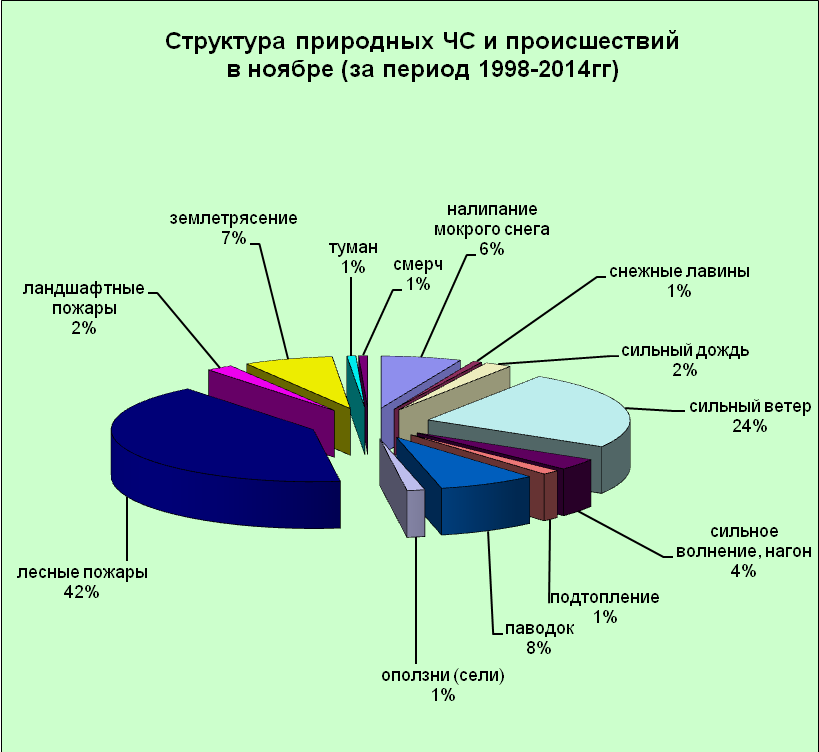 Структура природных ЧС и происшествий
в ноябре (за период 1998-2014гг)
налипание
мокрого снега
6%
снежные лавины
1%
сильный дождь
2%
сильный ветер
24%
сильное
волнение, нагон
4%
подтопление
1%
паводок
8%
оползни (сели)
1%
лесные пожары
42%
ландшафтные
пожары
2%
землетрясение
7%
туман
1%
смерч
1%